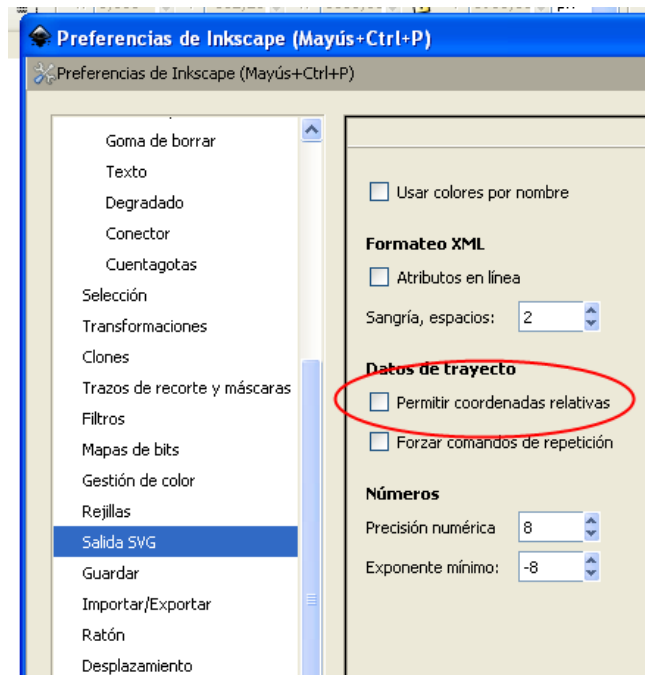 Preferencias de Inkscape (Mayús+Ctrl+P)
Preferencias de Inkscape (Mayús+Ctrl+P)
Goma de borrar
Texto
Degradado
Conector
Cuentagotas
Selección
Transformaciones
Clones
Trazos de recorte y máscaras
Filtros
Mapas de bits
Gestión de color
Rejillas
Salida SVG
Guardar
Importar/Exportar
Ratón
Desplazamiento
Usar colores por nombre
Formateo XML
Atributos en línea
Sangría, espacios: 2
Datos de trayecto
Permitir coordenadas relativas
Forzar comandos de repetición
Números
Precisión numérica 8
Exponente mínimo: -8